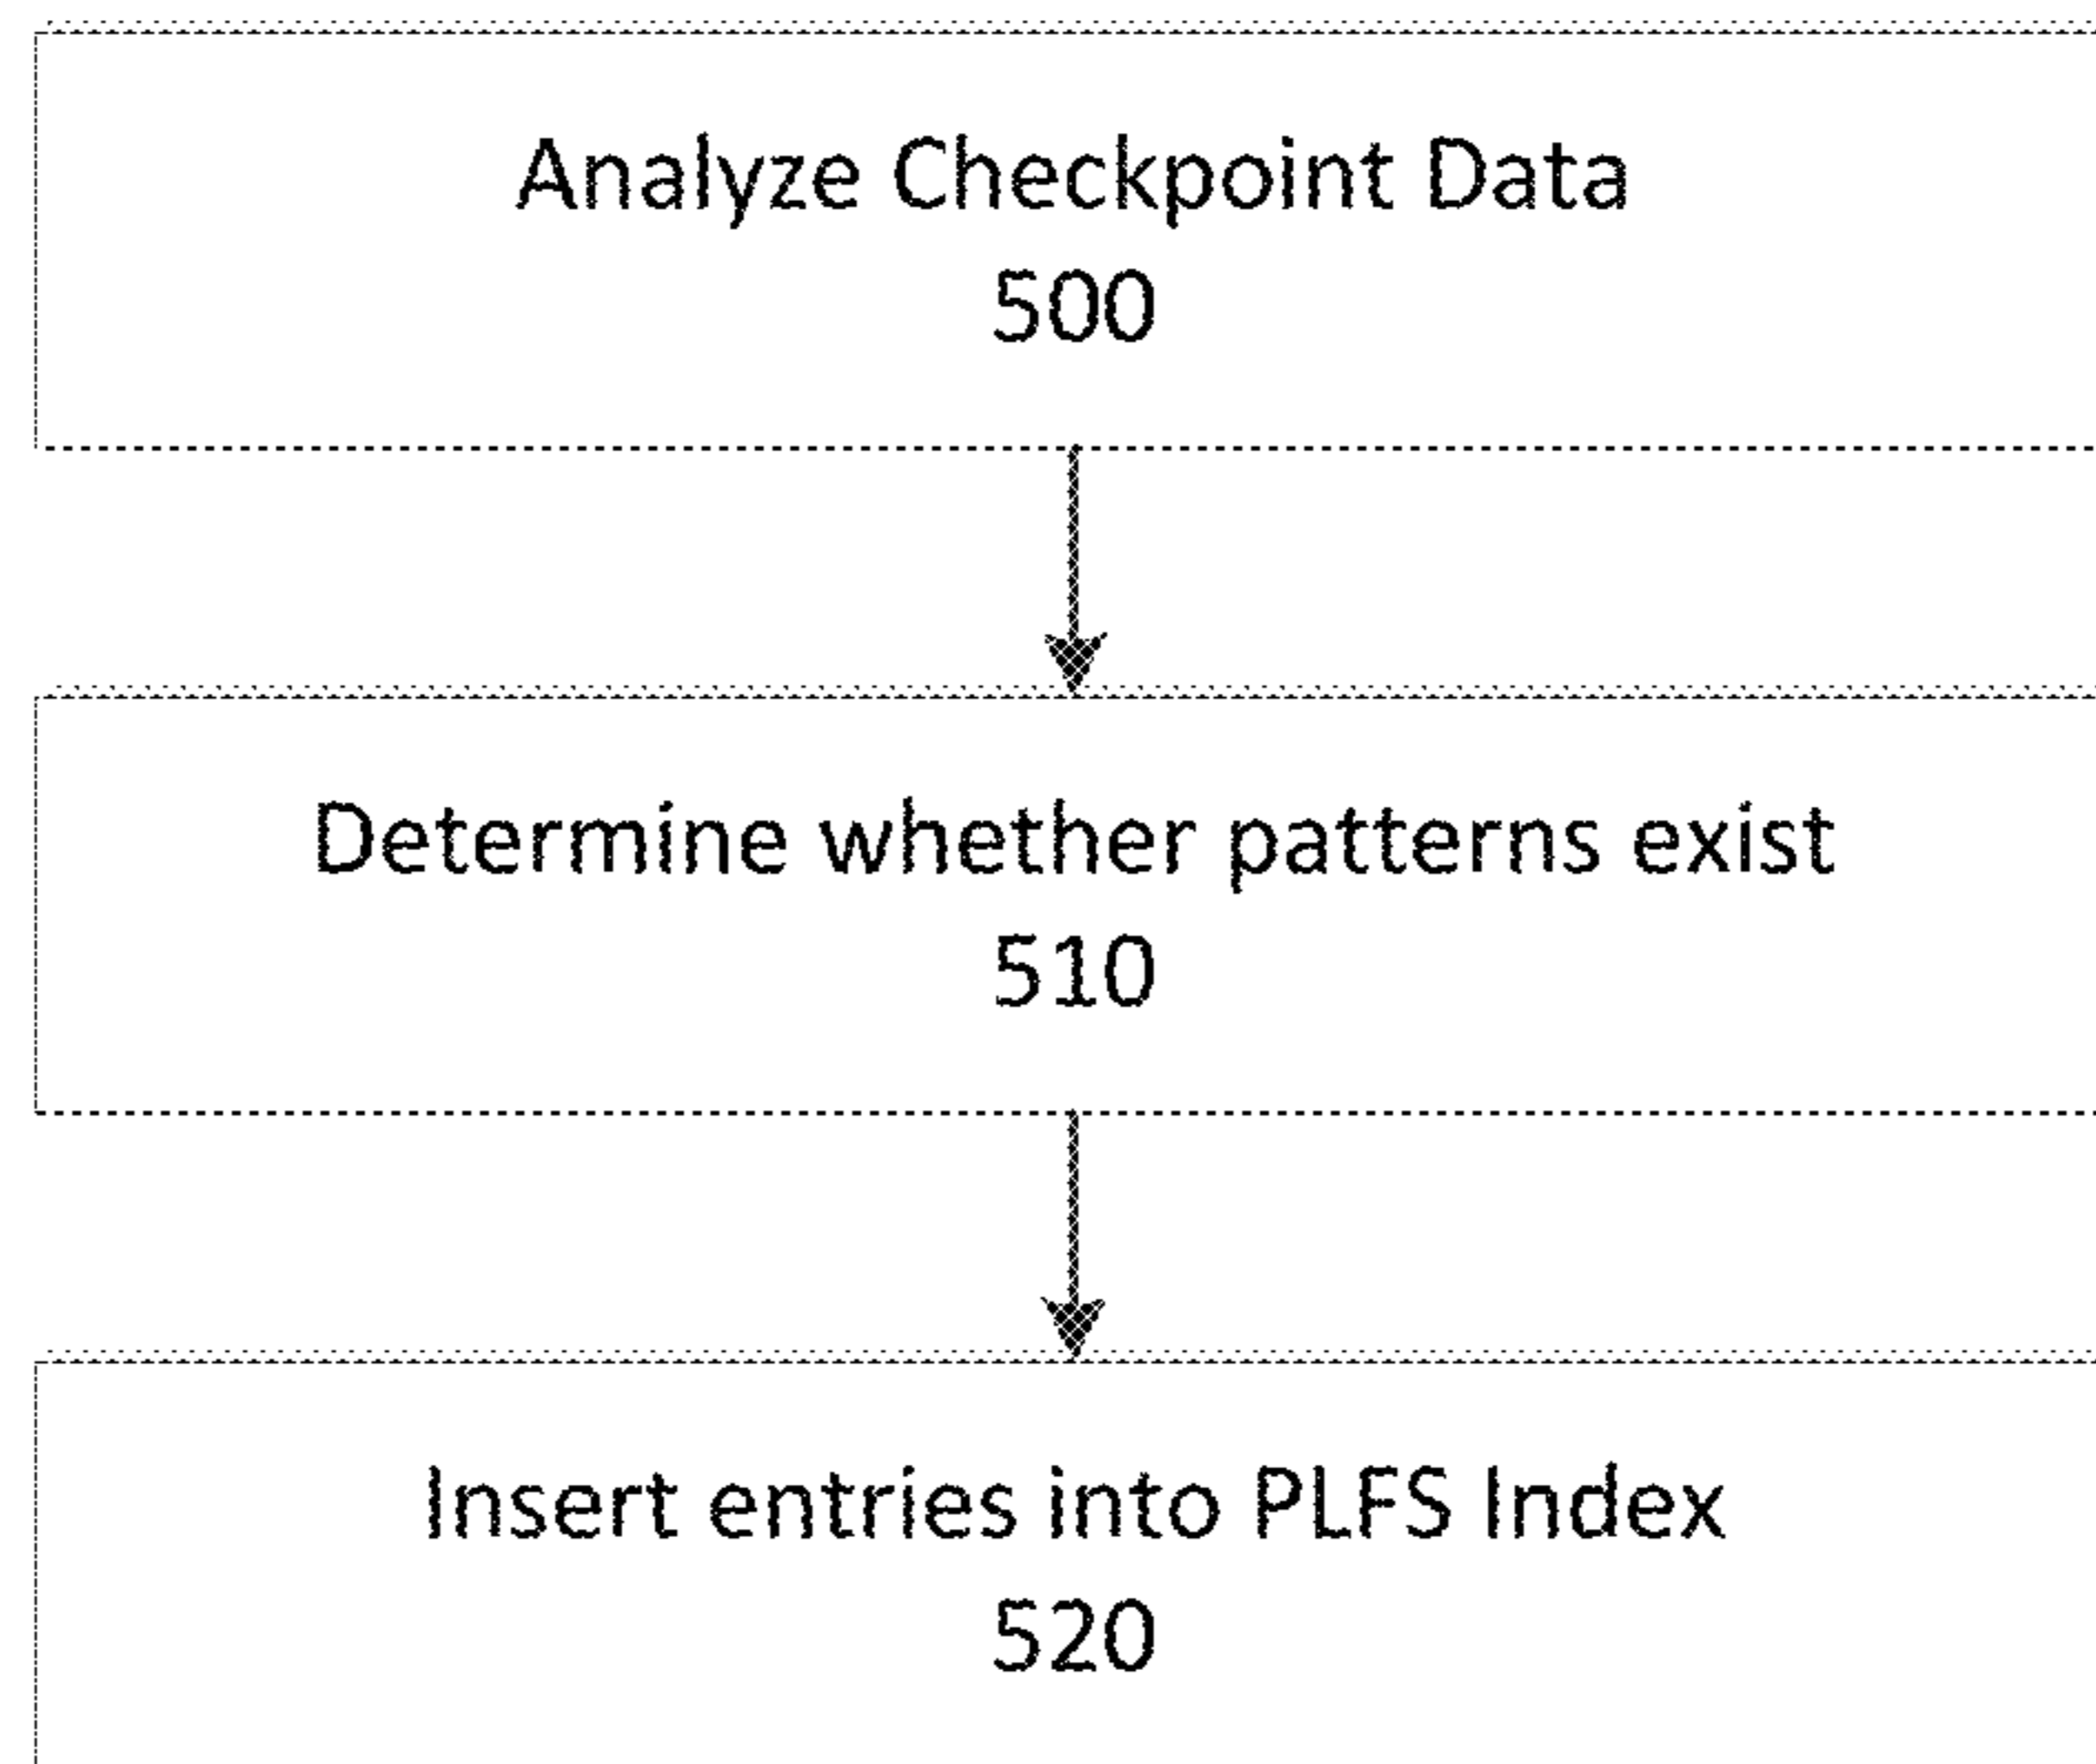 Analyze Checkpoint Data
500
Determine whether patterns exist
510
Insert entries into PLFS Index
520